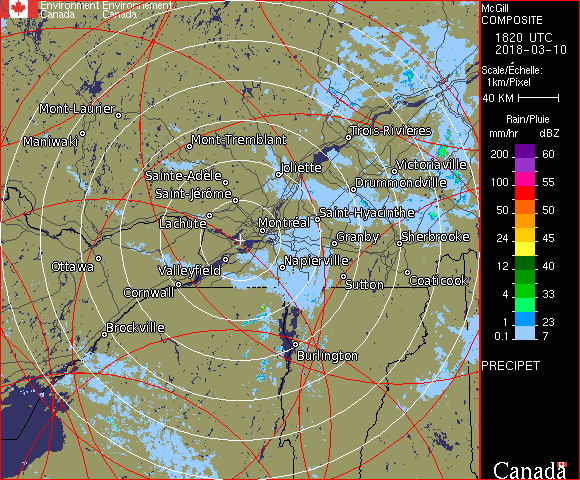 Environment Environnement
Canada Canada
McGill
COMPOSITE
1820 UTC
2018-03-10
Scale/Échelle:
1km/Pixel
40 KM
Rain/Pluie
mm/hr dBZ
200 60
100 55
50 50
24 45
12 40
4 33
1 23
0.1 7
PRECIPET
Canada
Mont-Laurier
Maniwaki
Mont-Tremblant
Trois-Rivières
Sainte-Adèle
Joliette
Victoriaville
Saint-Jérôme
Drummondville
Lachute
Montréal
Saint-Hyacinthe
Granby
Sherbrooke
Ottawa
Valleyfield
Napierville
Cornwall
Sutton
Coaticook
Brockville
Burlington